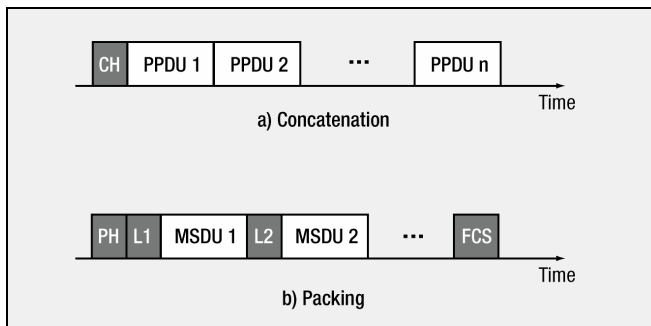 CH PPDU 1 PPDU 2 ... PPDU n
Time
a) Concatenation
PH L1 MSDU 1 L2 MSDU 2 ... FCS
Time
b) Packing